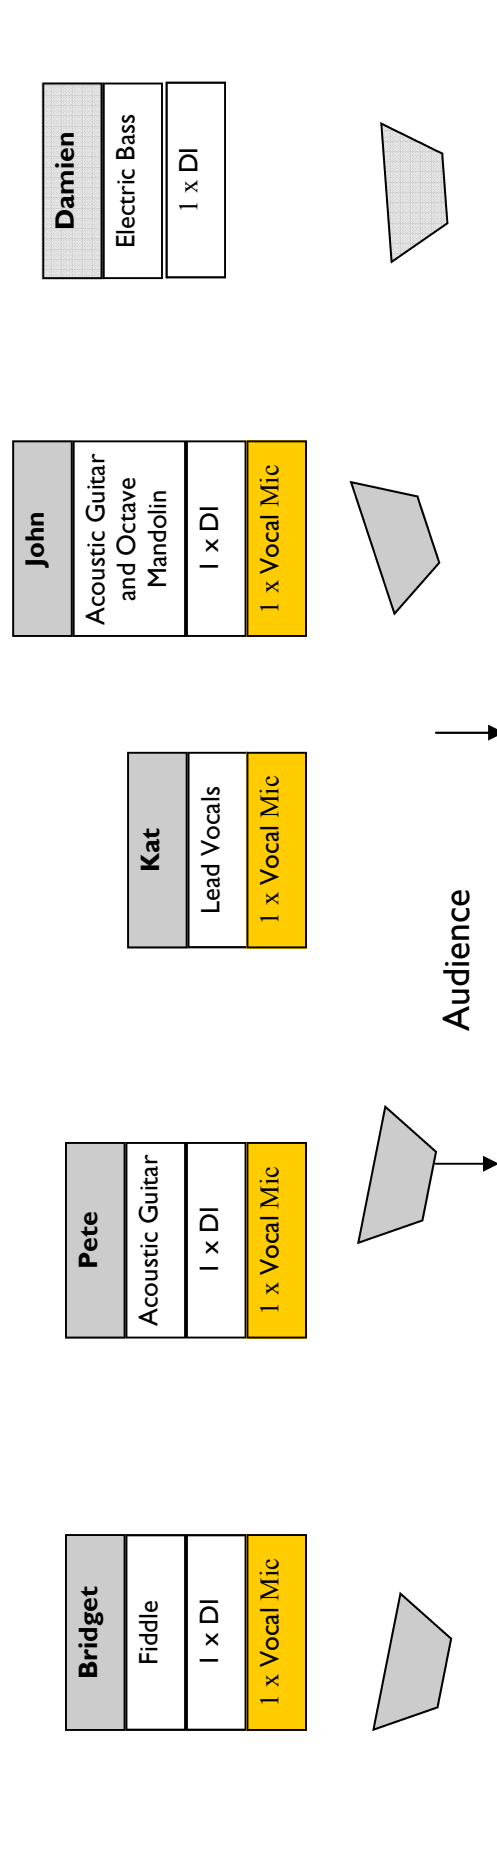 Bridget
Fiddle
1 x DI
1 x Vocal Mic
Pete
Acoustic Guitar
1 x DI
1 x Vocal Mic
Kat
Lead Vocals
1 x Vocal Mic
John
Acoustic Guitar
and Octave
Mandolin
1 x DI
1 x Vocal Mic
Damien
Electric Bass
1 x DI
Audience